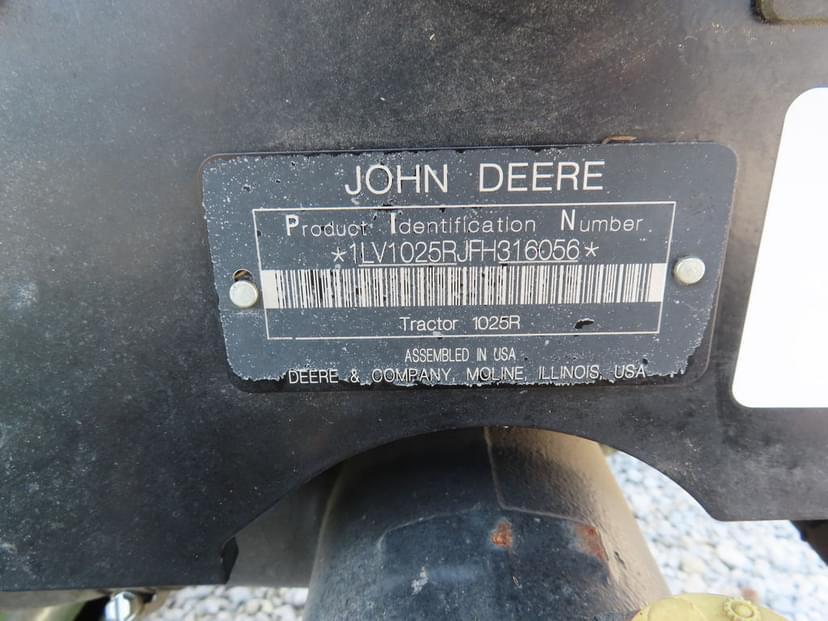 JOHN DEERE
Product Identification Number
*1LV1025RJFH316056*
Tractor 1025R
ASSEMBLED IN USA
DEERE & COMPANY, MOLINE, ILLINOIS, USA